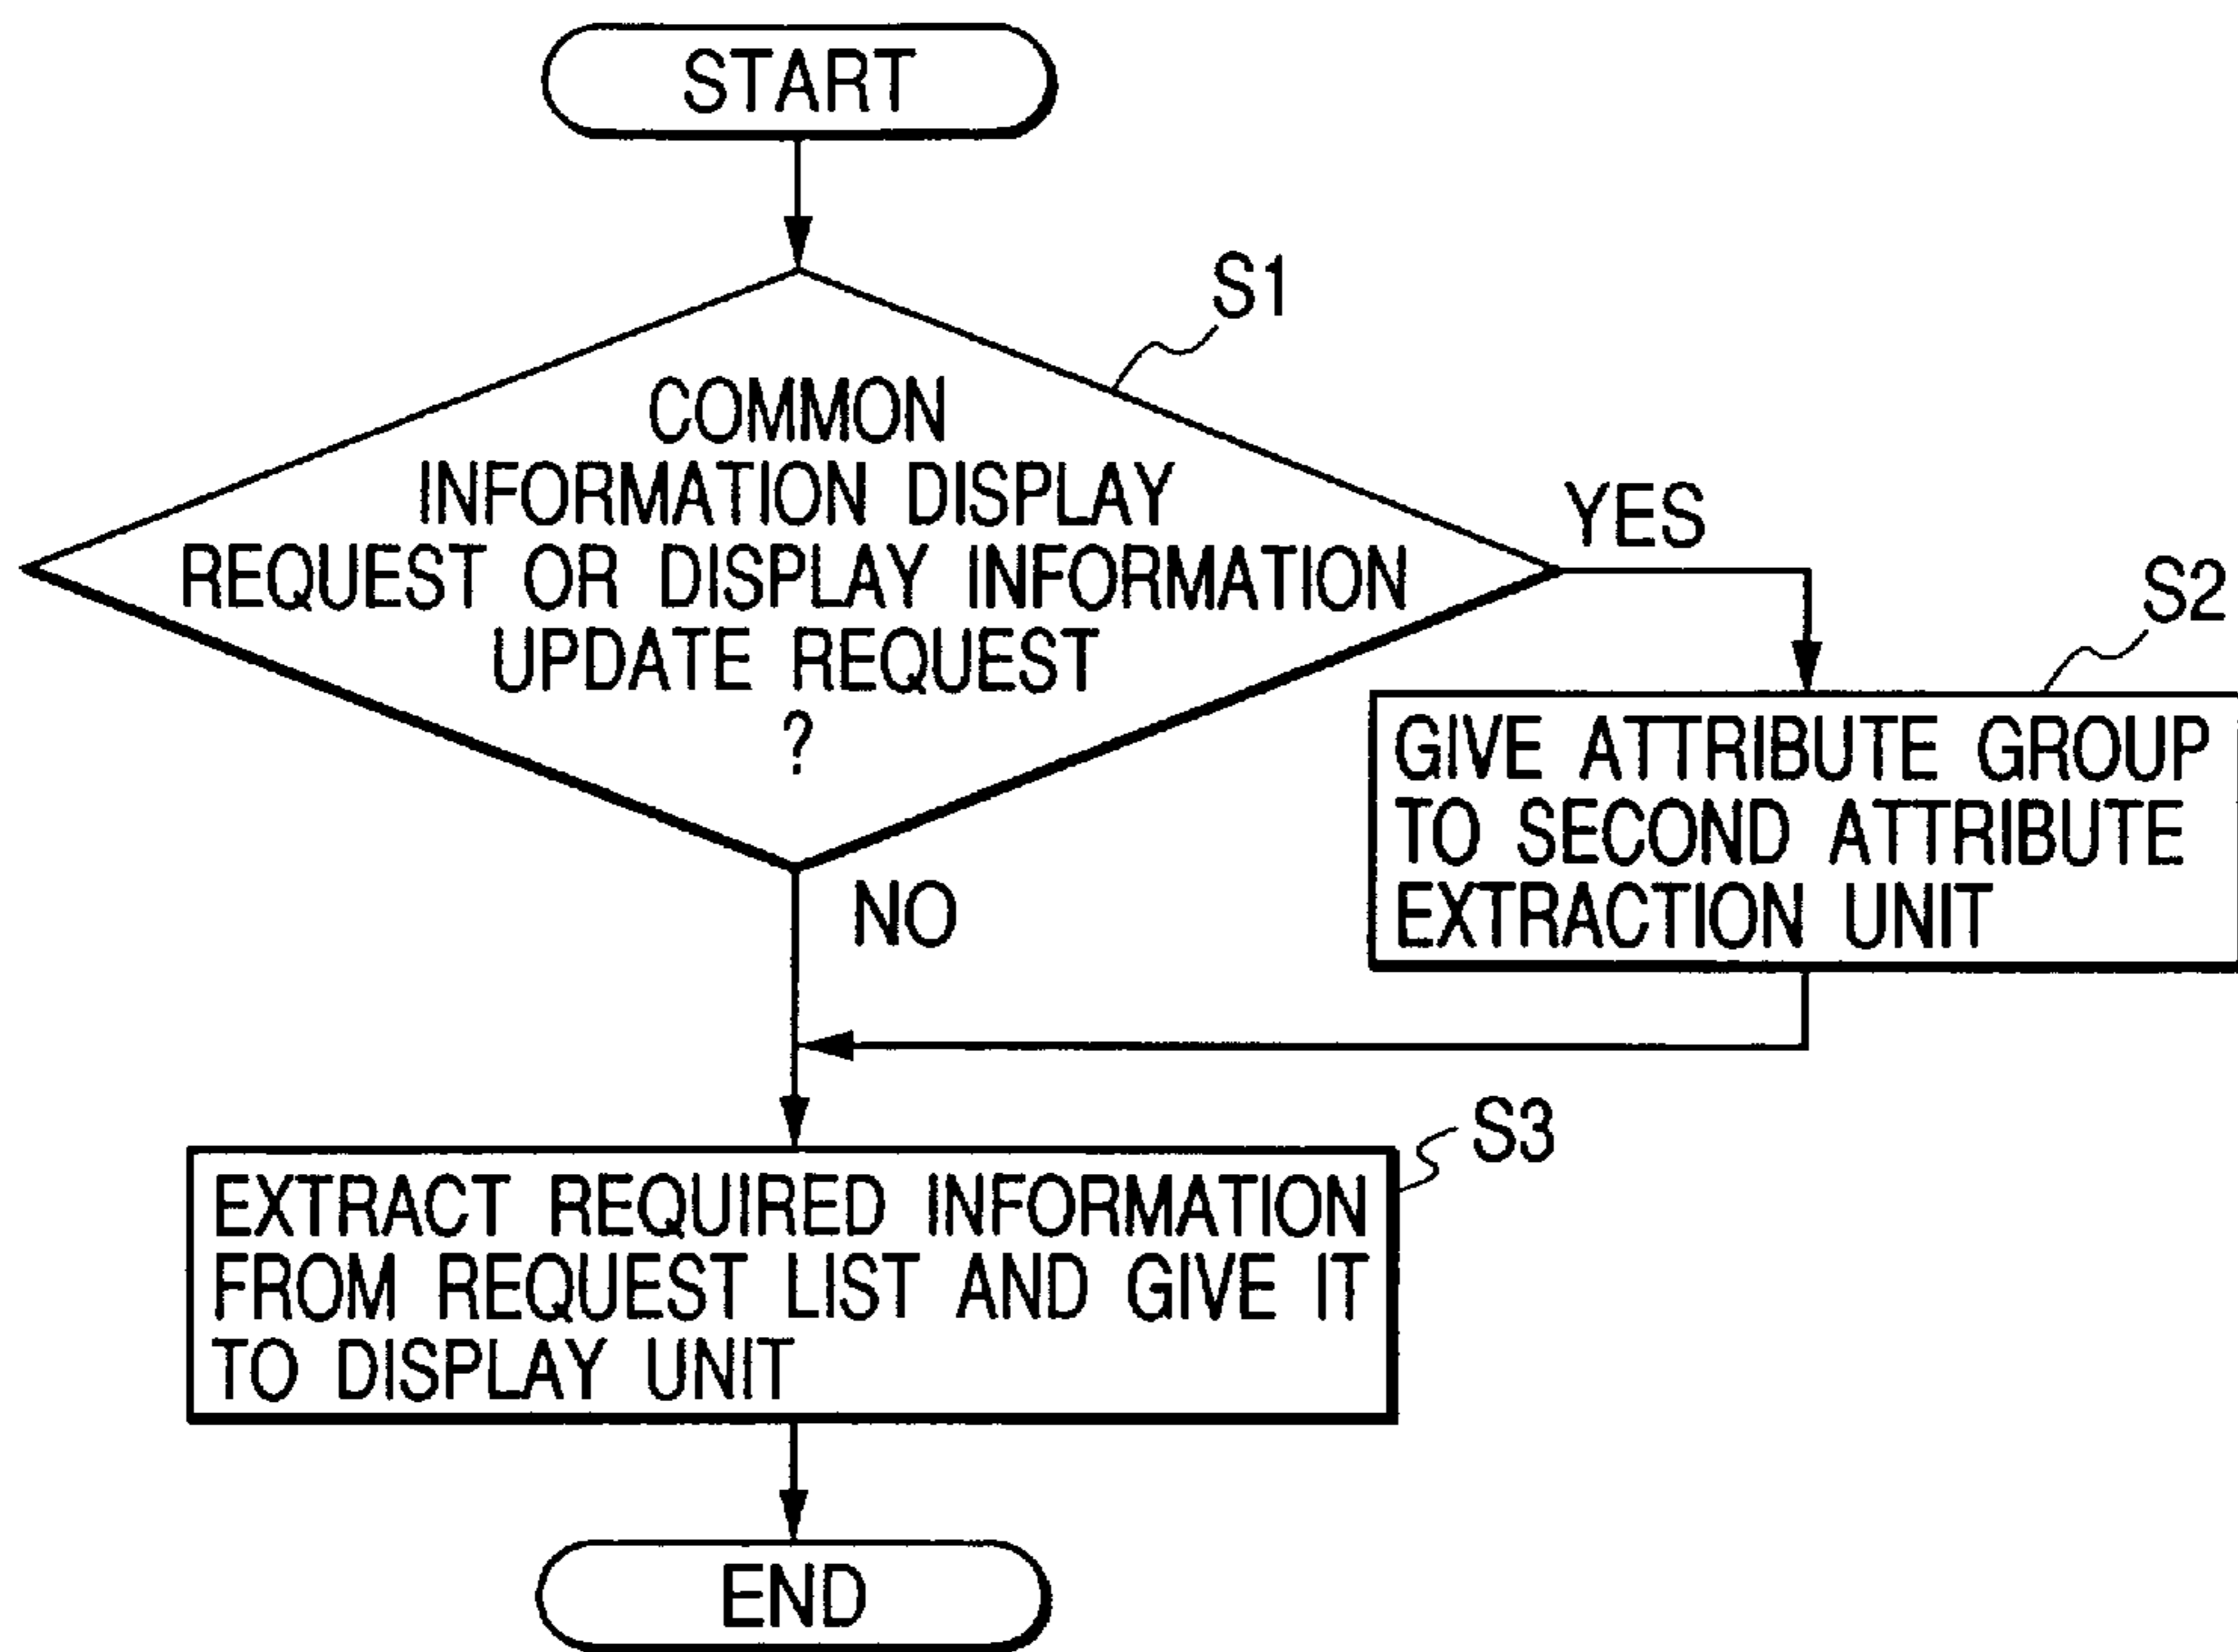 START
S1
COMMON
INFORMATION DISPLAY
REQUEST OR DISPLAY INFORMATION
UPDATE REQUEST
?
YES
S2
GIVE ATTRIBUTE GROUP
TO SECOND ATTRIBUTE
EXTRACTION UNIT
NO
S3
EXTRACT REQUIRED INFORMATION
FROM REQUEST LIST AND GIVE IT
TO DISPLAY UNIT
END